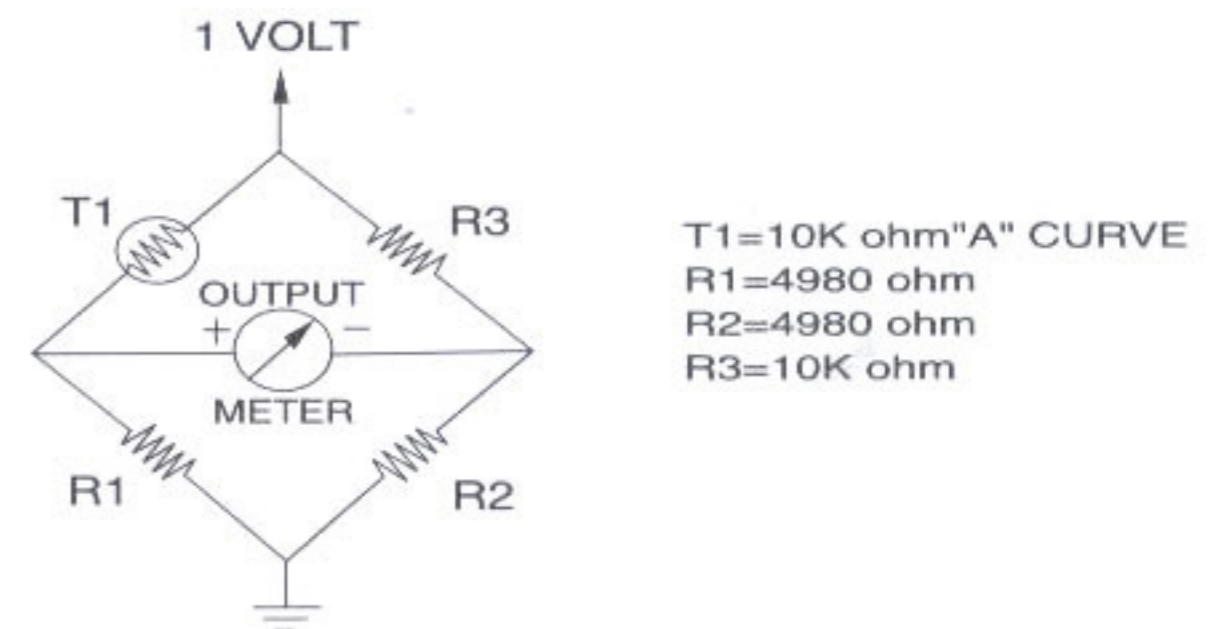 1 VOLT
T1
R3
OUTPUT
+ −
METER
R1
R2
T1=10K ohm"A" CURVE
R1=4980 ohm
R2=4980 ohm
R3=10K ohm